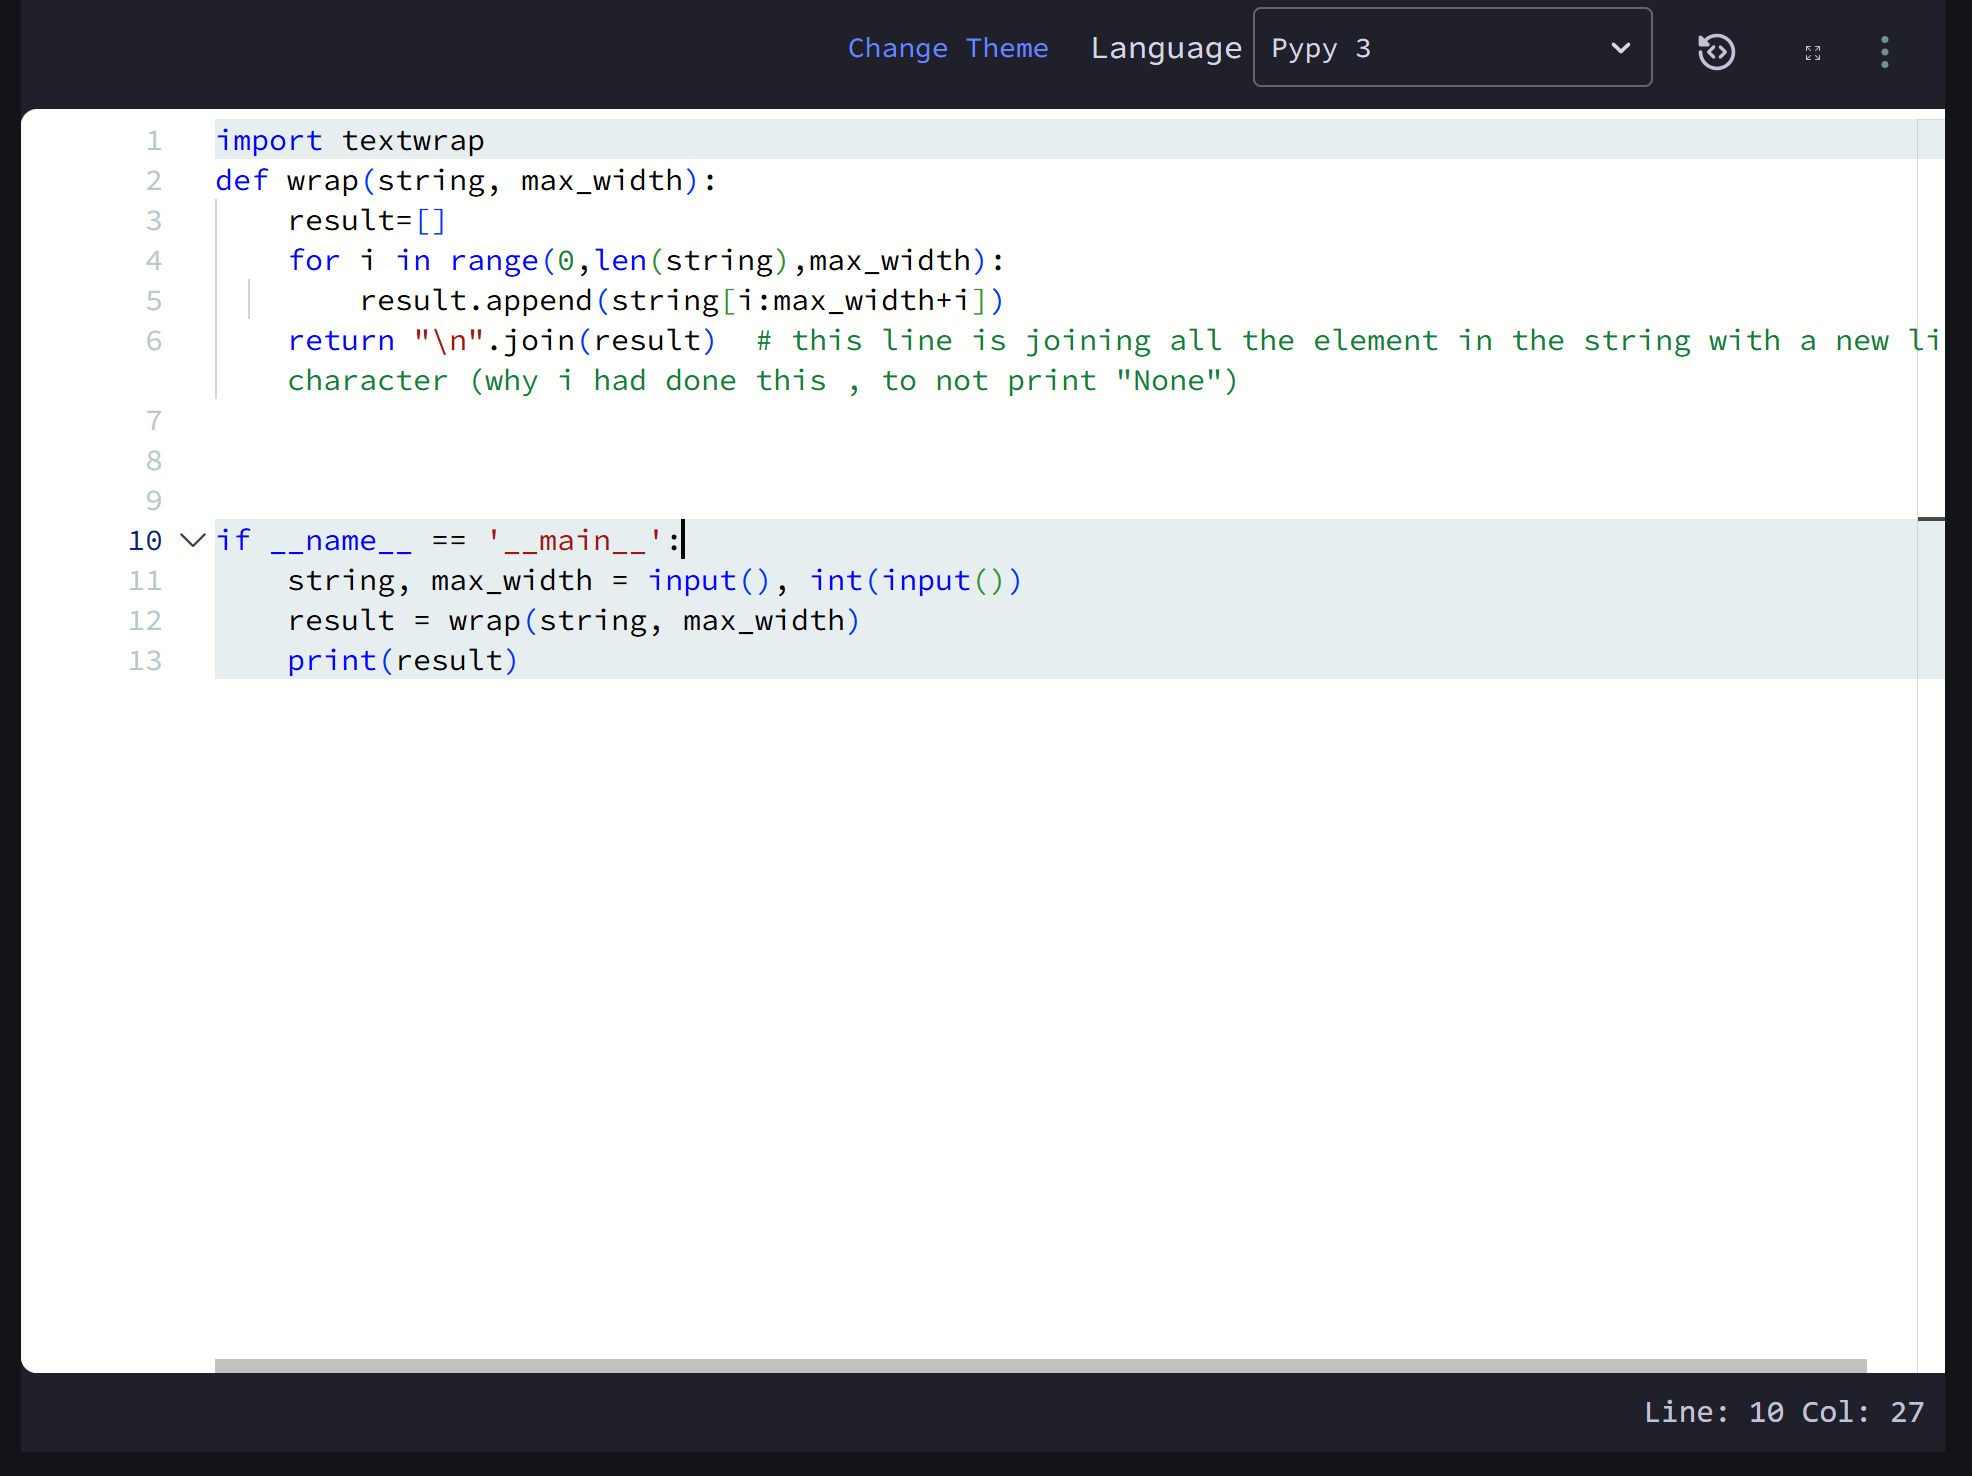 Change Theme Language Pypy 3
1 import textwrap
2 def wrap(string, max_width):
3     result=[]
4     for i in range(0,len(string),max_width):
5         result.append(string[i:max_width+i])
6     return "\n".join(result)  # this line is joining all the element in the string with a new li
character (why i had done this , to not print "None")
7
8
9
10 if __name__ == '__main__':
11     string, max_width = input(), int(input())
12     result = wrap(string, max_width)
13     print(result)
Line: 10 Col: 27